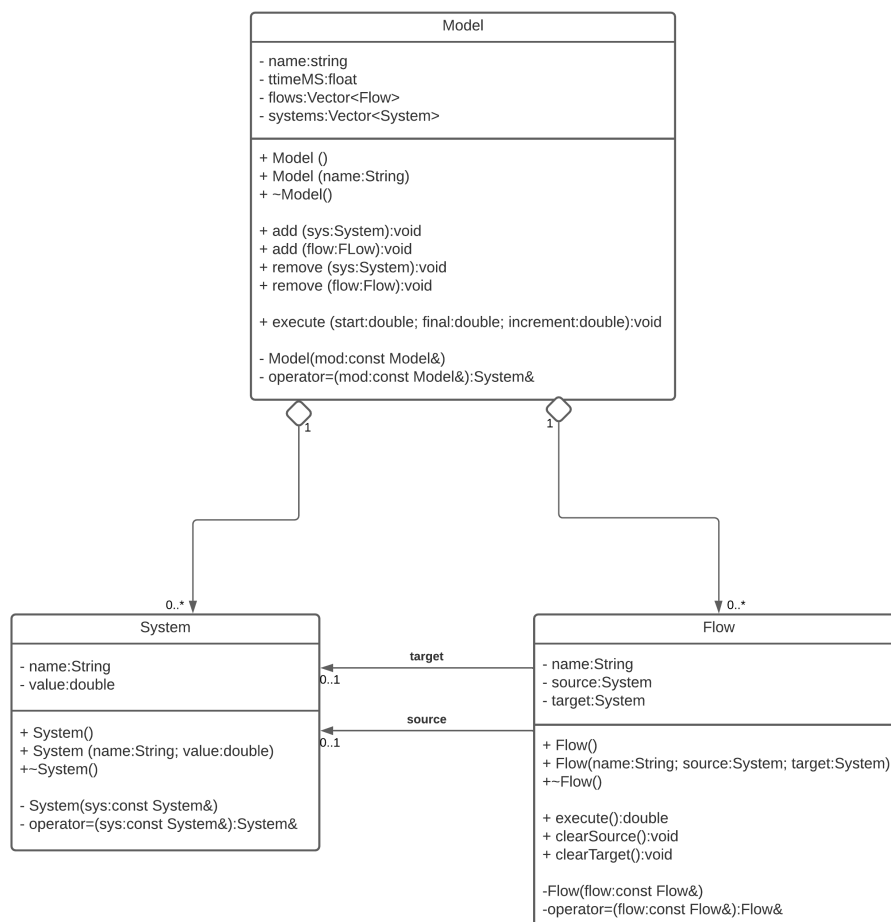 Model
- name:string
- ttimeMS:float
- flows:Vector<Flow>
- systems:Vector<System>
+ Model ()
+ Model (name:String)
+ ~Model()
+ add (sys:System):void
+ add (flow:FLow):void
+ remove (sys:System):void
+ remove (flow:Flow):void
+ execute (start:double; final:double; increment:double):void
- Model(mod:const Model&)
- operator=(mod:const Model&):System&
1
1
0..*
0..*
System
- name:String
- value:double
+ System()
+ System (name:String; value:double)
+~System()
- System(sys:const System&)
- operator=(sys:const System&):System&
target
0..1
source
0..1
Flow
- name:String
- source:System
- target:System
+ Flow()
+ Flow(name:String; source:System; target:System)
+~Flow()
+ execute():double
+ clearSource():void
+ clearTarget():void
-Flow(flow:const Flow&)
-operator=(flow:const Flow&):Flow&